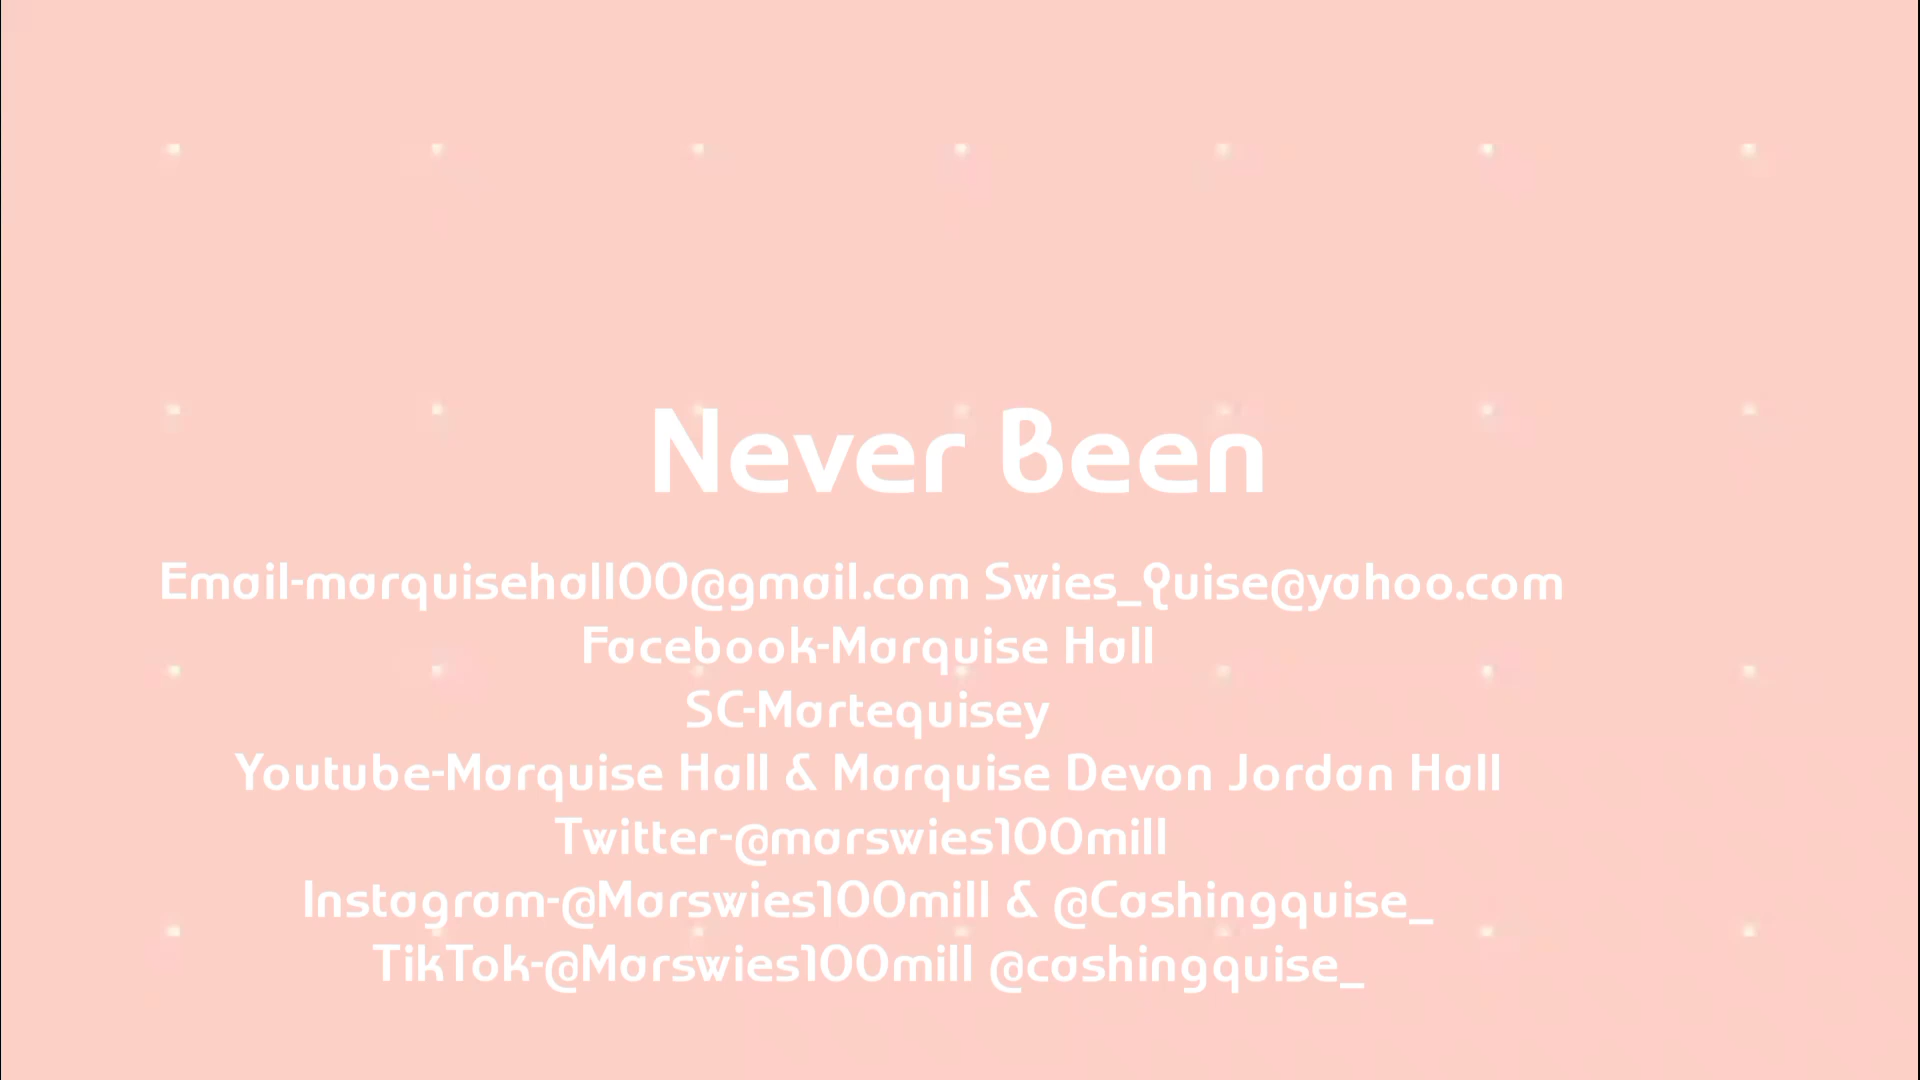 Never Been
Email-marquisehall00@gmail.com Swies_Quise@yahoo.com
Facebook-Marquise Hall
SC-Martequisey
Youtube-Marquise Hall & Marquise Devon Jordan Hall
Twitter-@marswies100mill
Instagram-@Marswies100mill & @Cashingquise_
TikTok-@Marswies100mill @cashingquise_